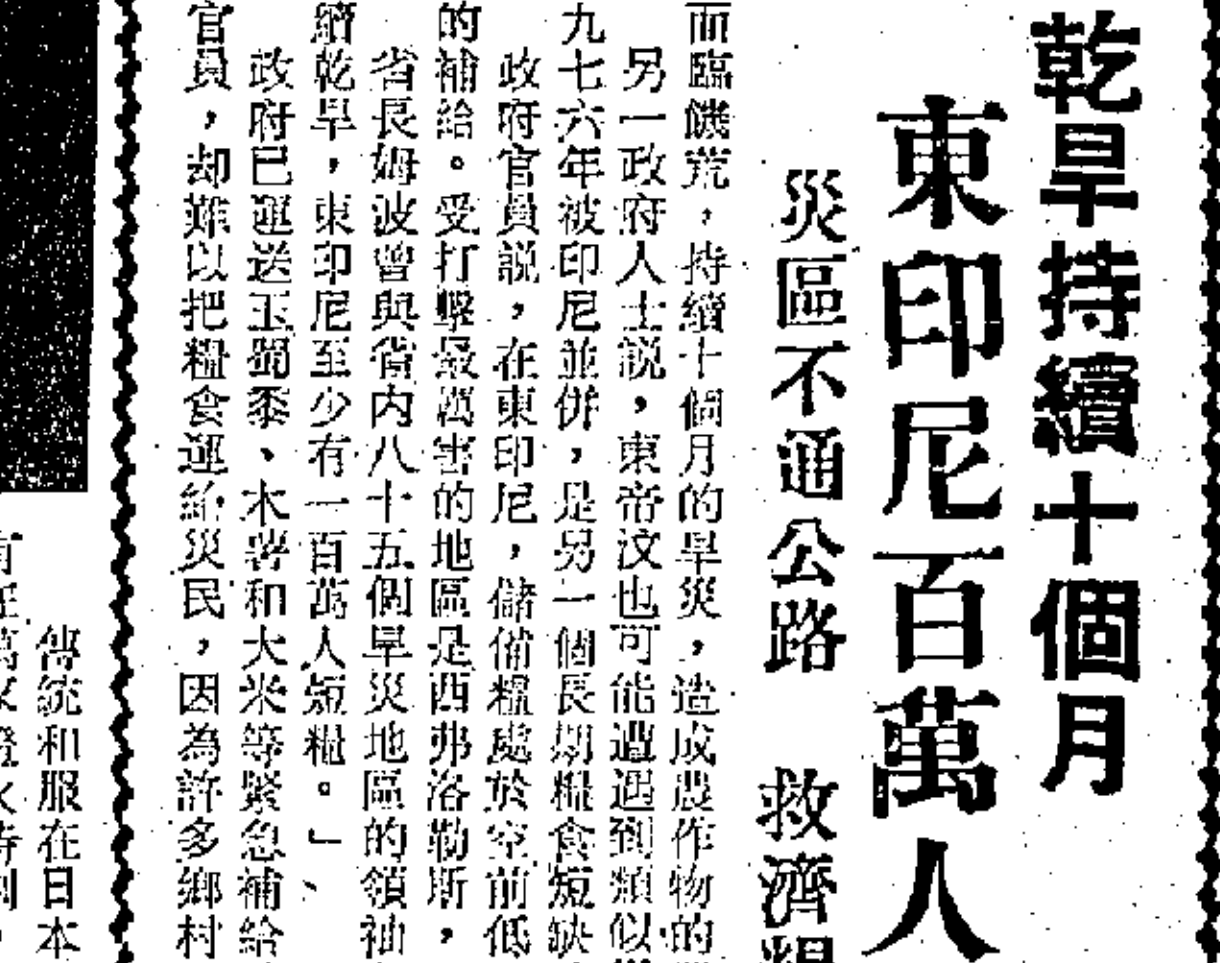 乾旱持續十個月
東印尼百萬人
災區不通公路 救濟糧
面臨饑荒，持續十個月的旱災，造成農作物的
另一政府人士說，東帝汶也可能遭遇到類似
九七六年被印尼並併，是另一個長期糧食短缺
政府官員説，在東印尼，儲備糧處於空前低
的補給。受打擊最萬害的地區是西弗洛勒斯，
省長姆波曾與省内八十五個旱災地區的領袖
續乾旱，東印尼至少有一百萬人短糧。」
政府已運送玉蜀黍、木薯和大米等緊急補給
官員，却難以把糧食運給災民，因為許多鄉村
傳統和服在日本